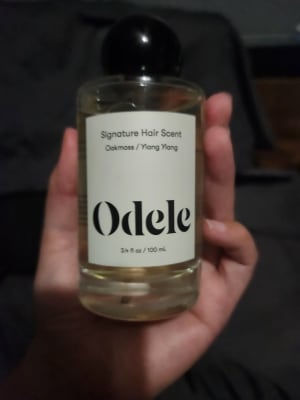 Signature Hair Scent
Oakmoss / Ylang Ylang
Odele
3.4 fl oz / 100 mL